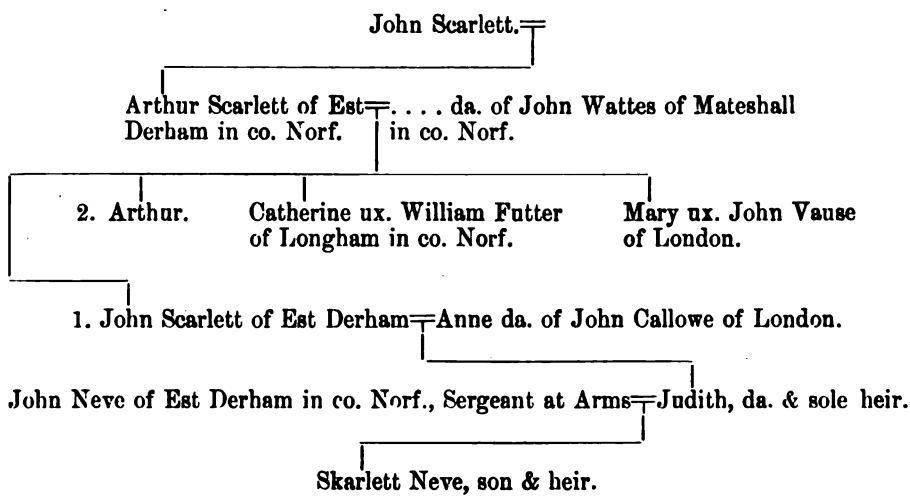 John Scarlett.
Arthur Scarlett of Est
Derham in co. Norf.
. . . . da. of John Wattes of Mateshall
in co. Norf.
2. Arthur.
Catherine ux. William Futter
of Longham in co. Norf.
Mary ux. John Vause
of London.
1. John Scarlett of Est Derham Anne da. of John Callowe of London.
John Neve of Est Derham in co. Norf., Sergeant at Arms Judith, da. & sole heir.
Skarlett Neve, son & heir.